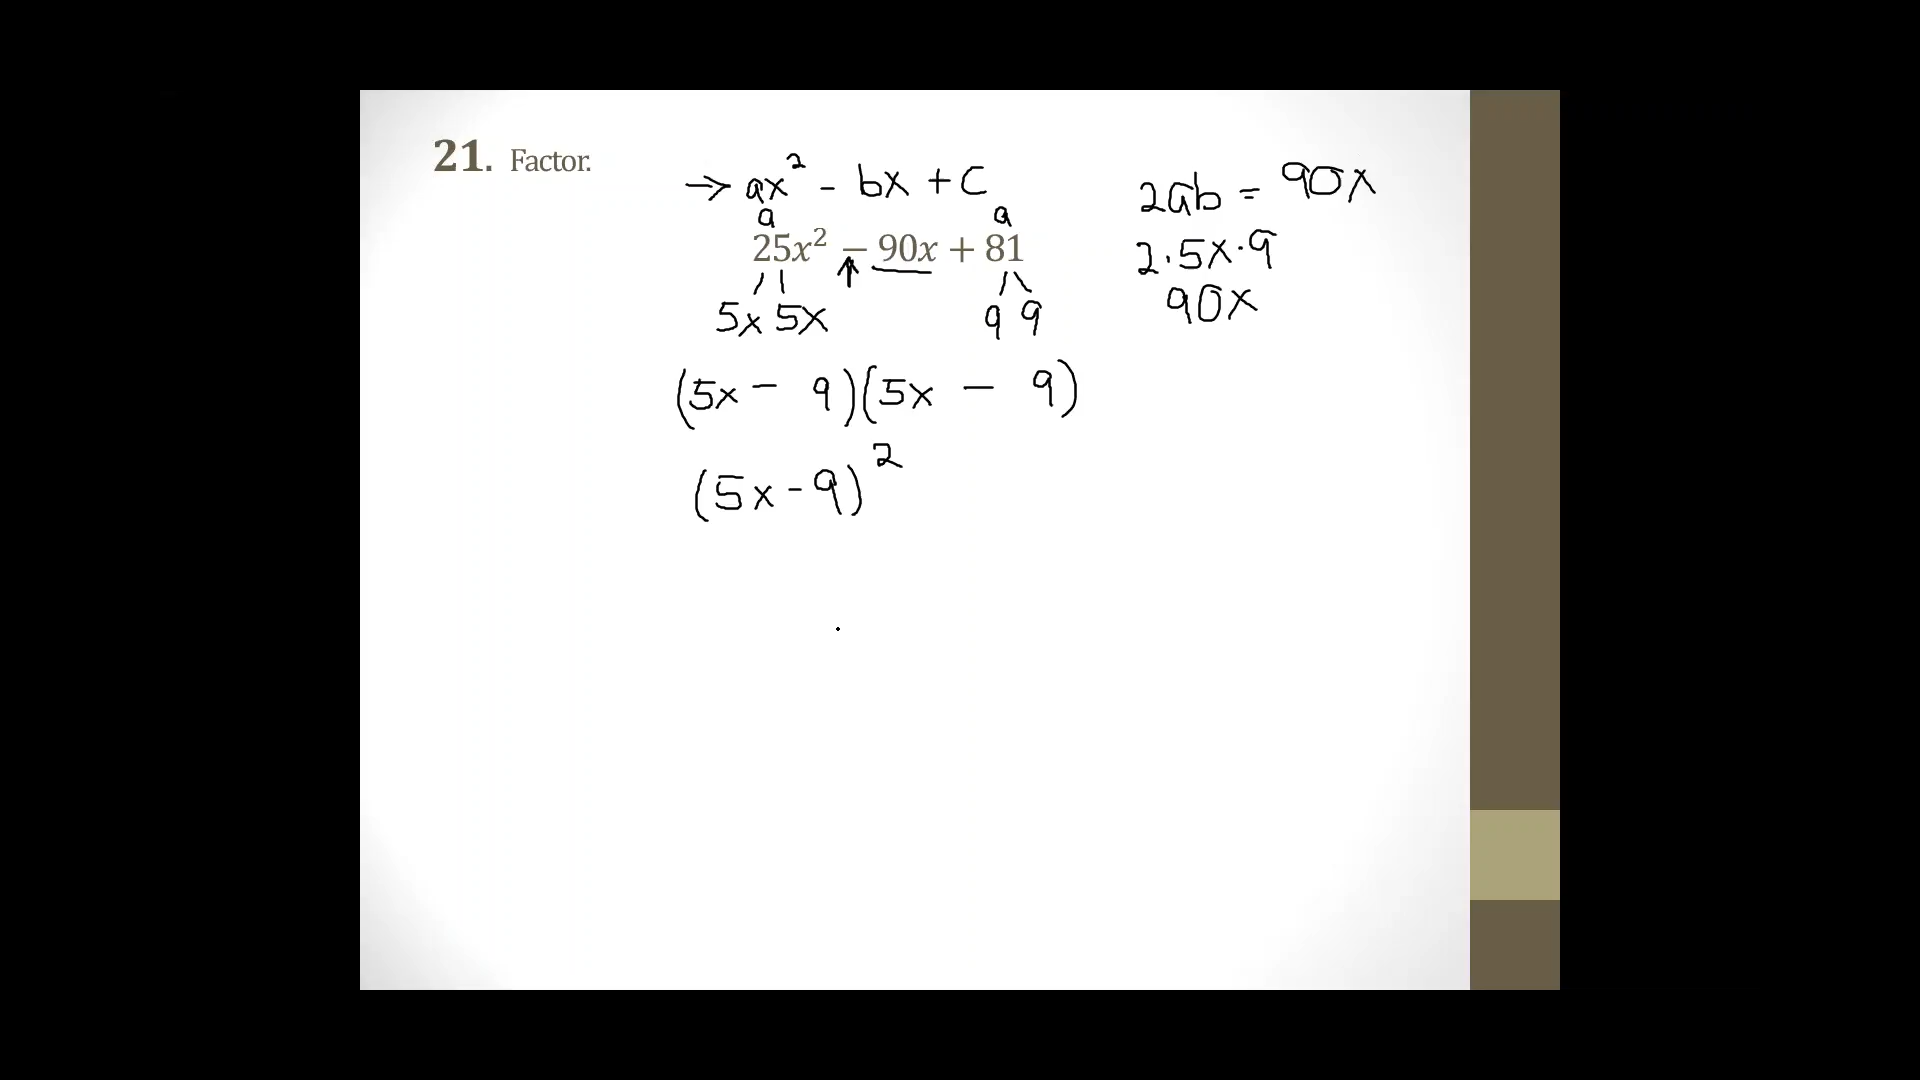 21. Factor.
→ ax² - bx + c
a a
25x² − 90x + 81
5x 5x 9 9
(5x - 9)(5x - 9)
(5x - 9)²
2ab = 90x
2·5x·9
90x